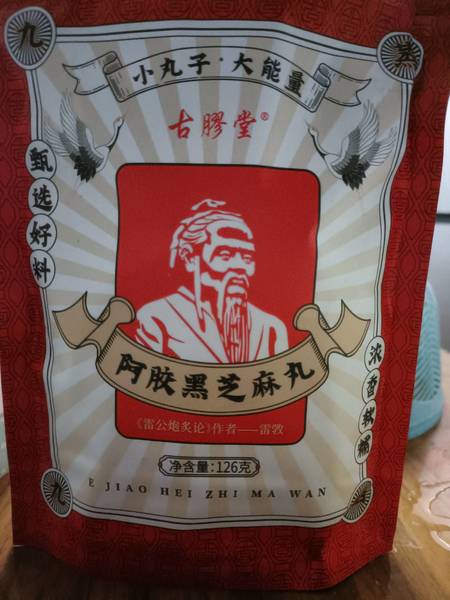 九
蒸
小丸子·大能量
古膠堂®
甄选好料
阿胶黑芝麻丸
《雷公炮炙论》作者——雷敩
浓香软糯
净含量:126克
E JIAO HEI ZHI MA WAN
九